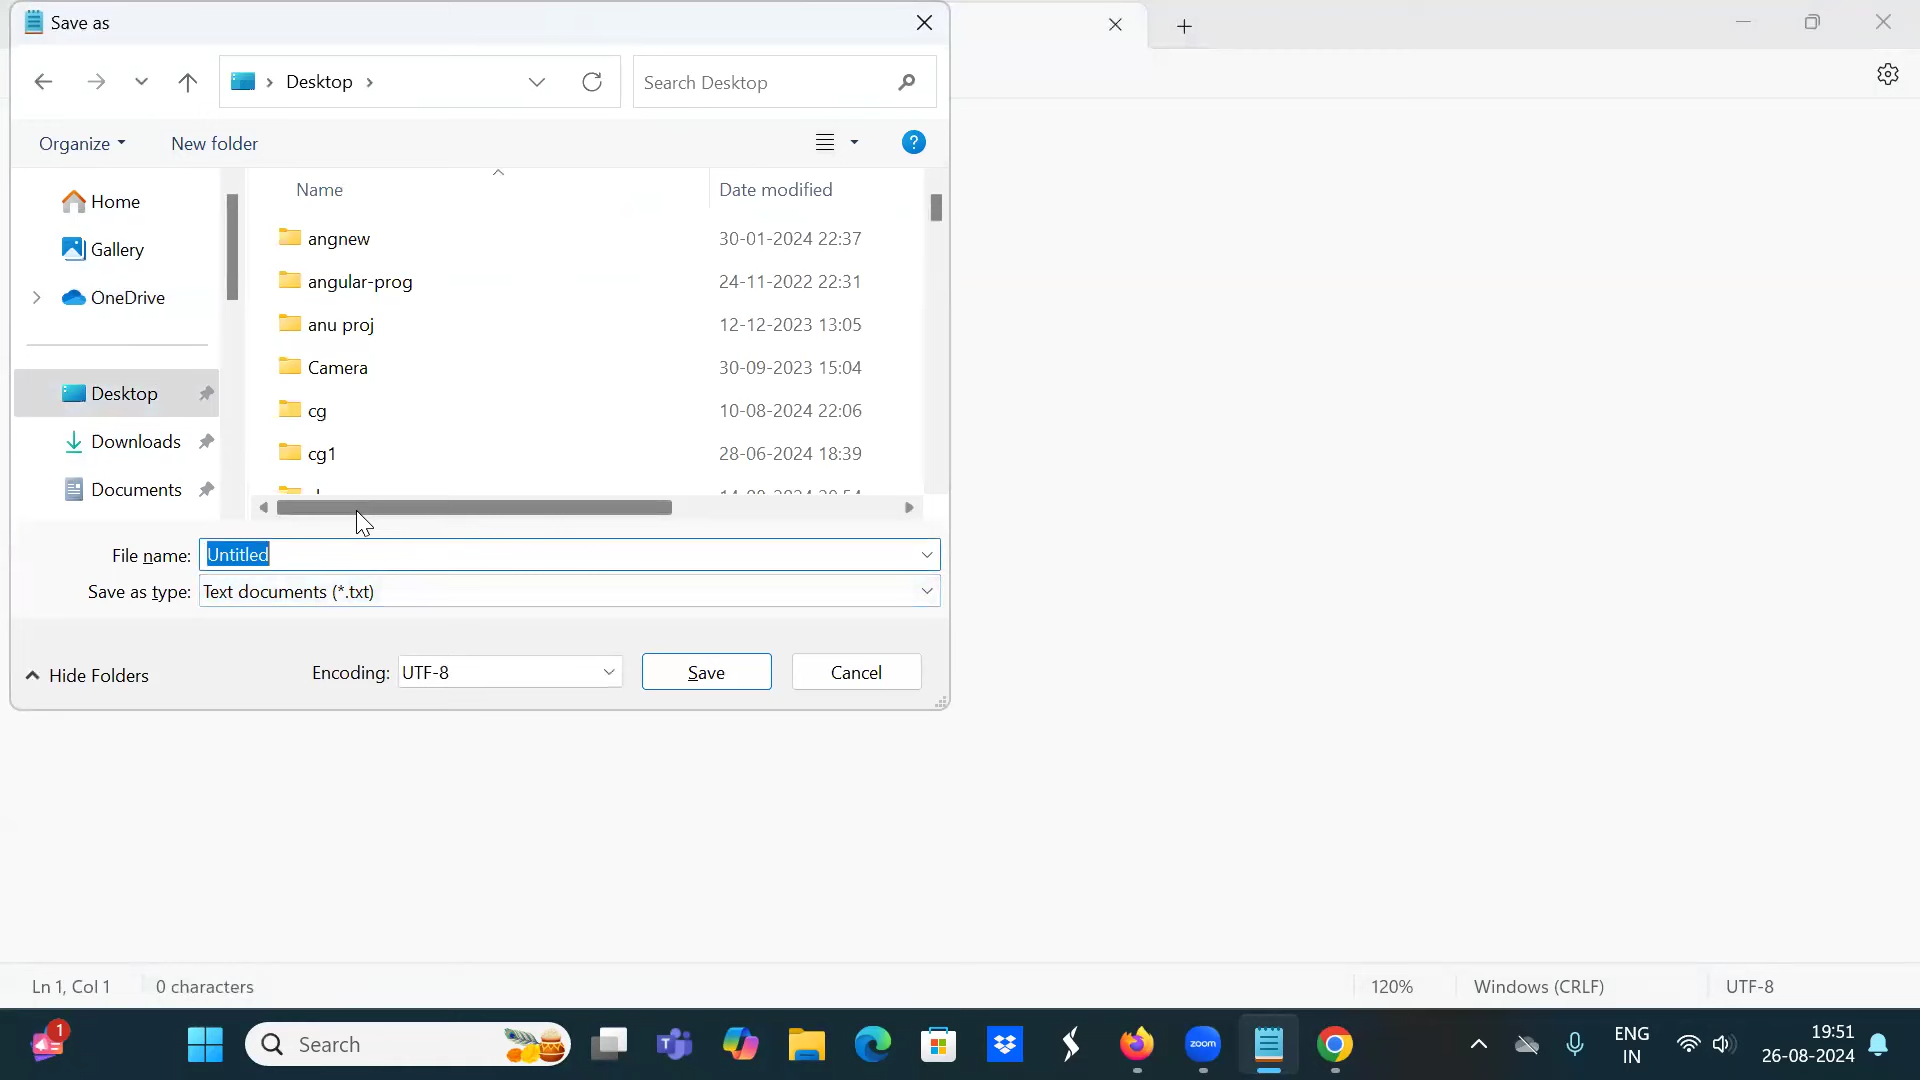 Save as
Desktop
Search Desktop
Organize
New folder
Name
Date modified
Home
Gallery
OneDrive
Desktop
Downloads
Documents
angnew 30-01-2024 22:37
angular-prog 24-11-2022 22:31
anu proj 12-12-2023 13:05
Camera 30-09-2023 15:04
cg 10-08-2024 22:06
cg1 28-06-2024 18:39
File name: Untitled
Save as type: Text documents (*.txt)
Hide Folders
Encoding: UTF-8
Save
Cancel
Ln 1, Col 1
0 characters
120%
Windows (CRLF)
UTF-8
1
Search
zoom
ENG
IN
19:51
26-08-2024